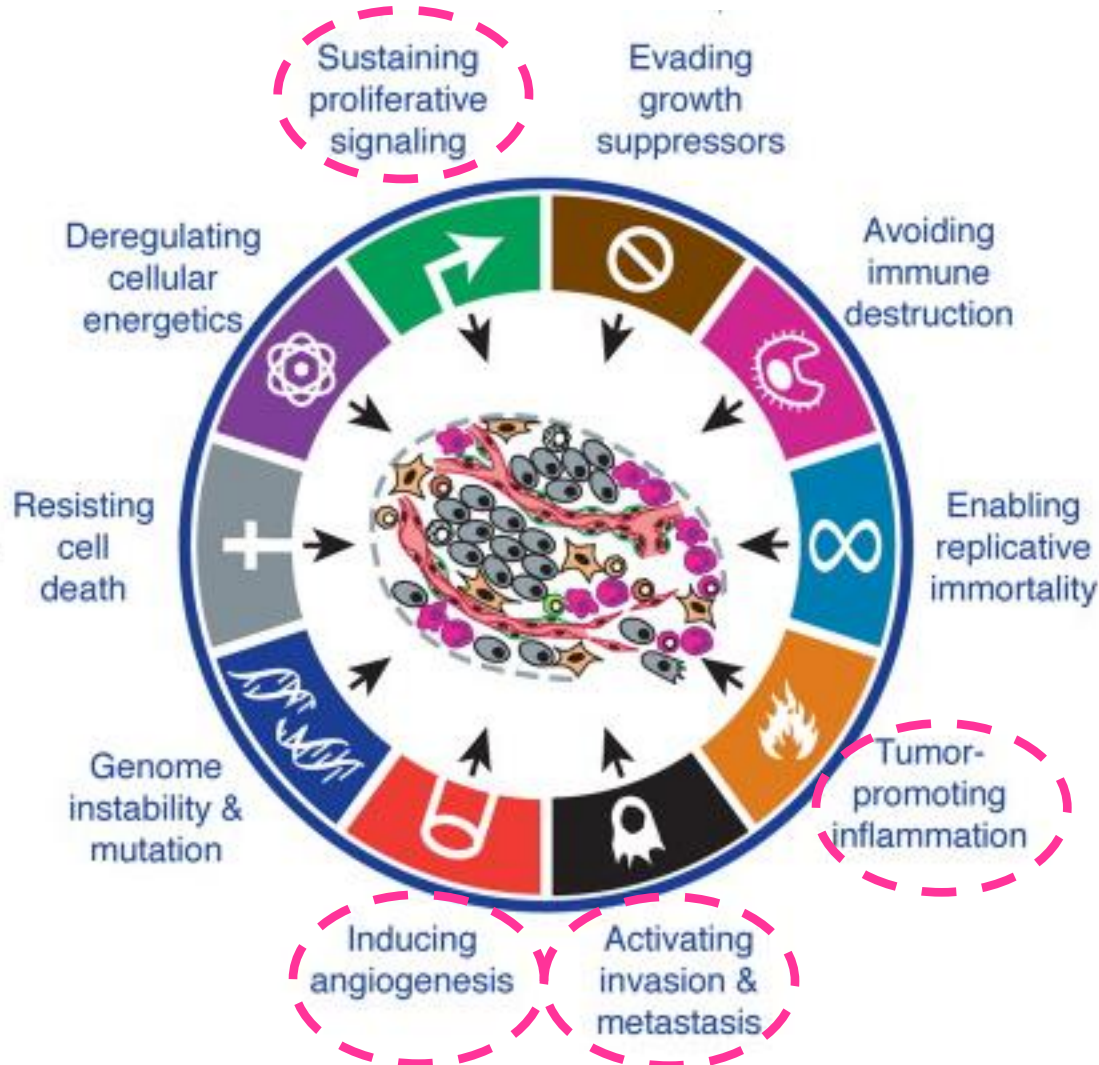 Sustaining
proliferative
signaling
Evading
growth
suppressors
Deregulating
cellular
energetics
Avoiding
immune
destruction
Resisting
cell
death
Enabling
replicative
immortality
Genome
instability &
mutation
Tumor-
promoting
inflammation
Inducing
angiogenesis
Activating
invasion &
metastasis